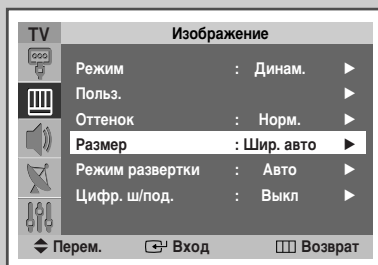 TV Изображение
Режим : Динам.
Польз.
Оттенок : Норм.
Размер : Шир. авто
Режим развертки : Авто
Цифр. ш/под. : Выкл
Перем. Вход Возврат